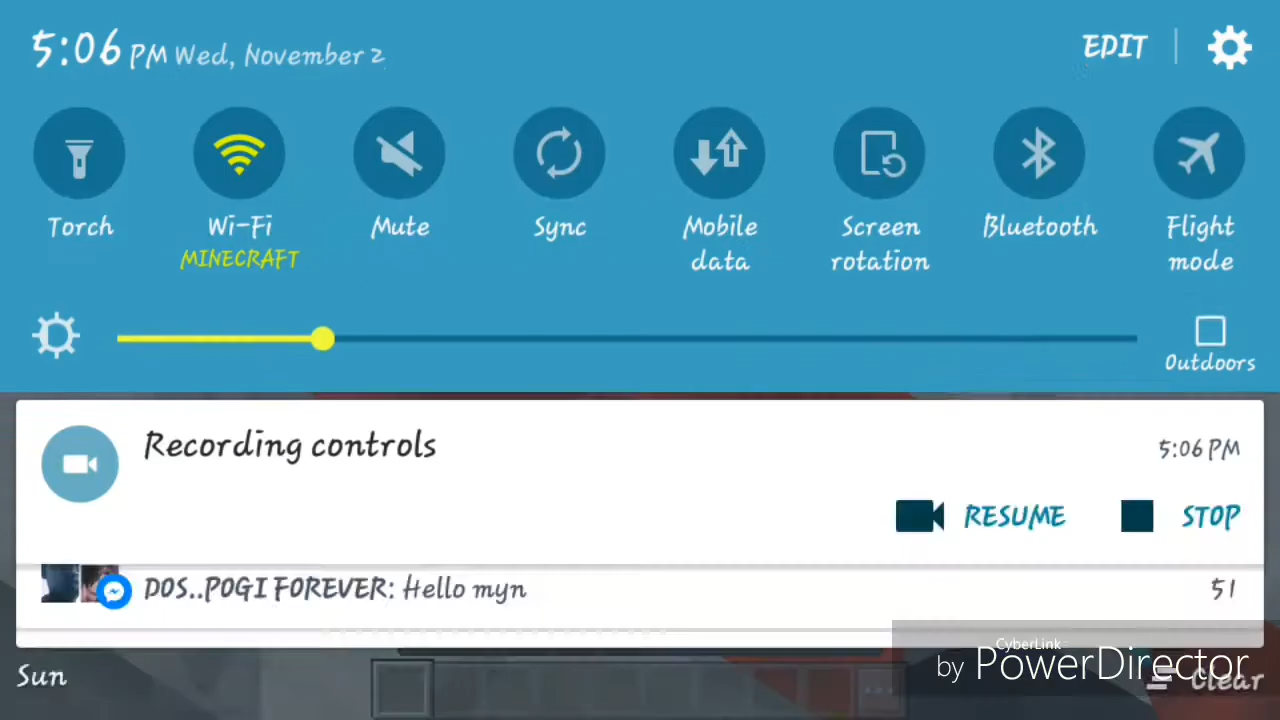 5:06 PM Wed, November 2
EDIT
Torch
Wi-Fi
MINECRAFT
Mute
Sync
Mobile
data
Screen
rotation
Bluetooth
Flight
mode
Outdoors
Recording controls
5:06 PM
RESUME
STOP
DOS..POGI FOREVER: Hello myn
51
Sun
CyberLink
by PowerDirector
Clear